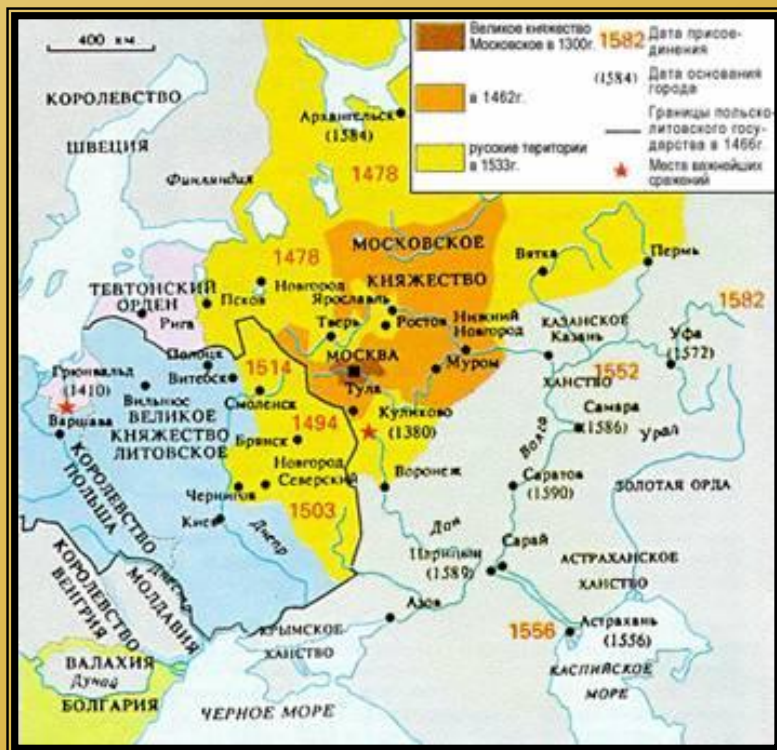 400 км
Великое княжество
Московское в 1300г.
в 1462г.
русские територии
в 1533г.
1582 Дата присое-
динения
(1584) Дата основания
города
Границы польско-
литовского госу-
дарства в 1466г.
Места важнейших
сражений
КОРОЛЕВСТВО
ШВЕЦИЯ
Финляндия
Архангельск
(1584)
1478
1478
МОСКОВСКОЕ
КНЯЖЕСТВО
Вятка
Пермь
1582
ТЕВТОНСКИЙ
ОРДЕН
Рига
Псков
Новгород
Ярославль
Ростов
Тверь
Нижний
Новгород
КАЗАНСКОЕ
Казань
ХАНСТВО
1552
Уфа
(1572)
МОСКВА
Муром
Тула
Полоцк
Витебск
1514
Смоленск
Грюнвальд
(1410)
Вильнюс
ВЕЛИКОЕ
КНЯЖЕСТВО
ЛИТОВСКОЕ
Варшава
1494
Куликово
(1380)
Самара
(1586)
Волга
Урал
Брянск
Новгород
Северский
Воронеж
Саратов
(1590)
ЗОЛОТАЯ ОРДА
КОРОЛЕВСТВО
ПОЛЬША
Чернигов
1503
Киев
Днепр
Дон
Царицын
(1589)
Сарай
АСТРАХАНСКОЕ
ХАНСТВО
КОРОЛЕВСТВО
ВЕНГРИЯ
Днестр
МОЛДАВИЯ
Азов
КРЫМСКОЕ
ХАНСТВО
1556
Астрахань
(1556)
КАСПИЙСКОЕ
МОРЕ
ВАЛАХИЯ
Дунай
БОЛГАРИЯ
ЧЕРНОЕ МОРЕ